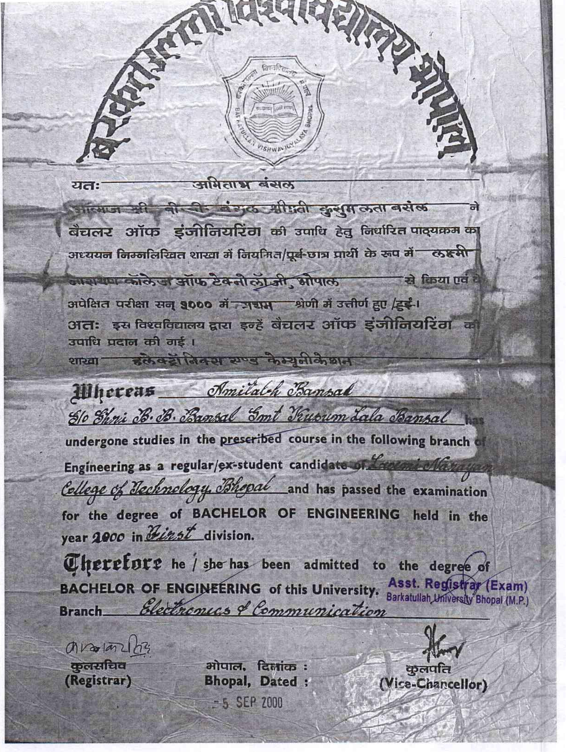 बरकतउल्ला विश्वविद्यालय भोपाल
BARKATULLAH VISHWAVIDYALAYA BHOPAL
यतः अमिताभ बंसल
आत्मज श्री बी. बी. बंसल श्रीमती कुसुम लता बसंल ने
बैचलर ऑफ इंजीनियरिंग की उपाधि हेतु निर्धारित पाठ्यक्रम का
अध्ययन निम्नलिखित शाखा में नियमित/पूर्व-छात्र प्रार्थी के रूप में लक्ष्मी
नारायण कॉलेज ऑफ टेक्नोलॉजी, भोपाल से किया एवं वे
अपेक्षित परीक्षा सन् 2000 में प्रथम श्रेणी में उत्तीर्ण हुए /हुई।
अतः इस विश्वविद्यालय द्वारा इन्हें बैचलर ऑफ इंजीनियरिंग की
उपाधि प्रदान की गई ।
शाखा इलेक्ट्रॉनिक्स एण्ड केम्युनीकेशन
Whereas Amitabh Bansal
S/o Shri B. B. Bansal Smt Kusum Lata Bansal has
undergone studies in the prescribed course in the following branch of
Engineering as a regular/ex-student candidate of Laxmi Narayan
College of Technology, Bhopal and has passed the examination
for the degree of BACHELOR OF ENGINEERING held in the
year 2000 in First division.
Therefore he / she has been admitted to the degree of
BACHELOR OF ENGINEERING of this University.
Asst. Registrar (Exam)
Barkatullah University Bhopal (M.P.)
Branch Electronics & Communication
कुलसचिव
(Registrar)
भोपाल, दिनांक :
Bhopal, Dated :
- 5 SEP 2000
कुलपति
(Vice-Chancellor)